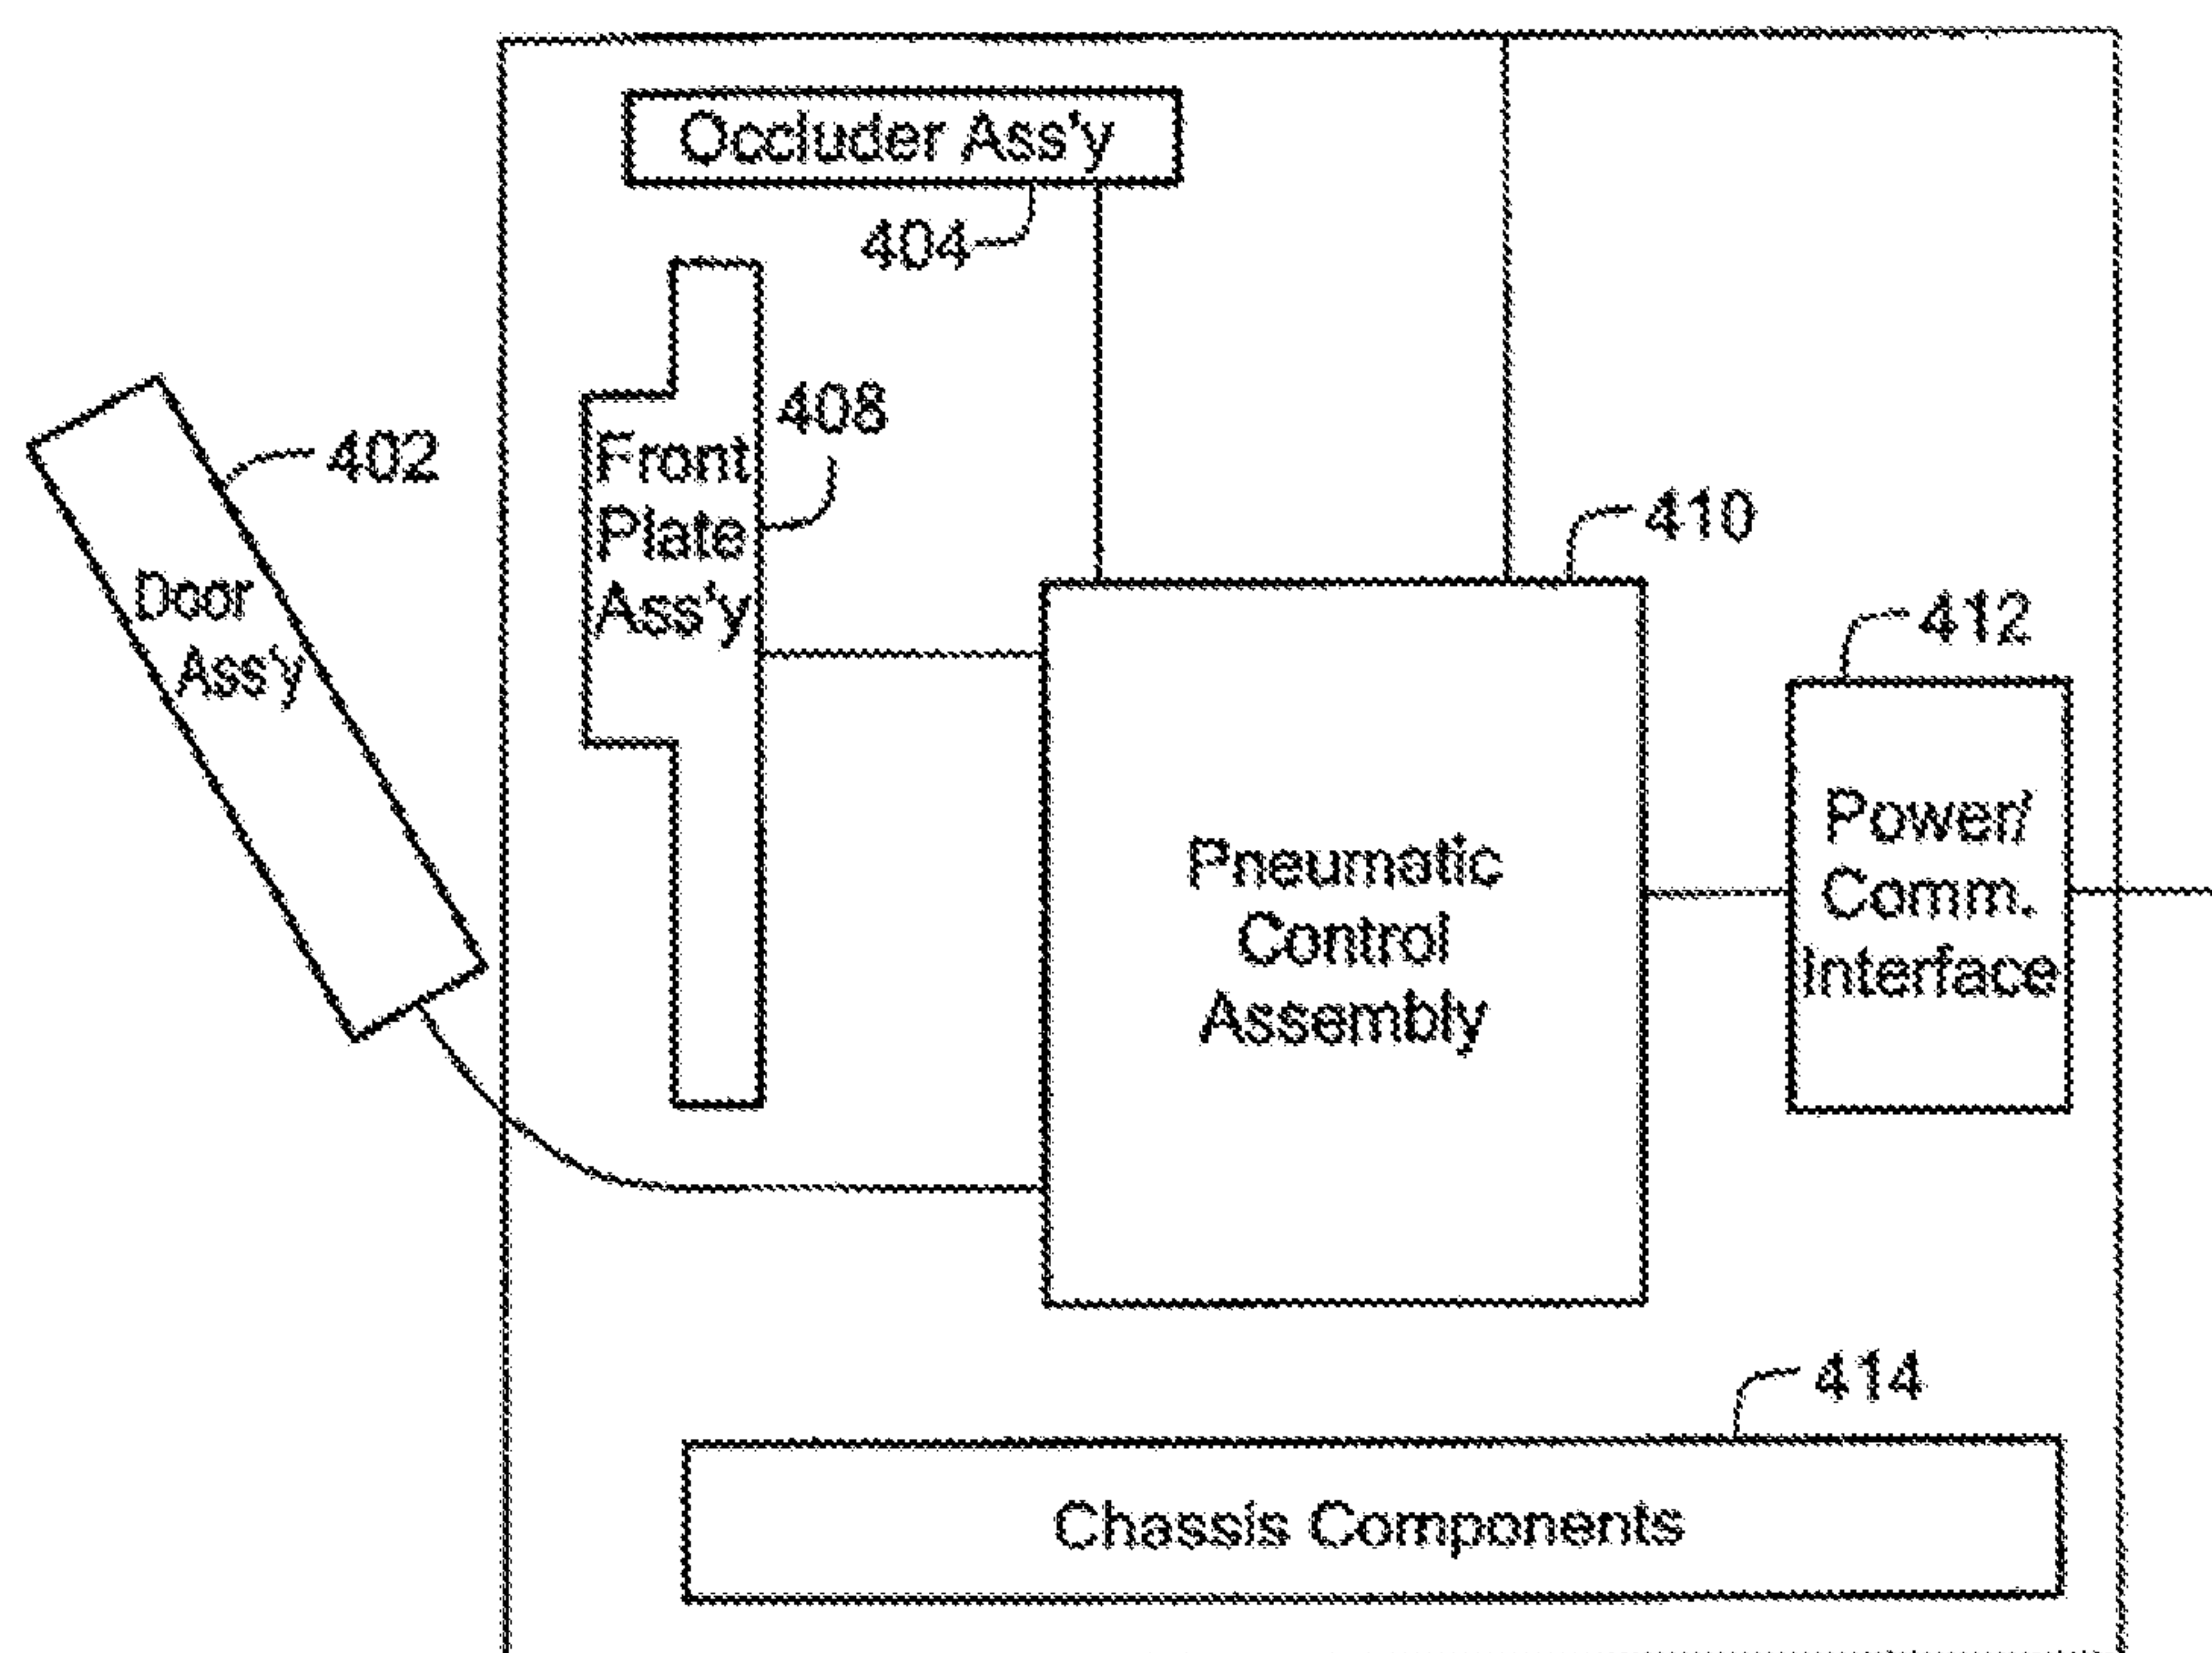 Occluder Ass'y
404
408
402
Front
Plate
Ass'y
410
Door
Ass'y
412
Power/
Comm.
Interface
Pneumatic
Control
Assembly
414
Chassis Components